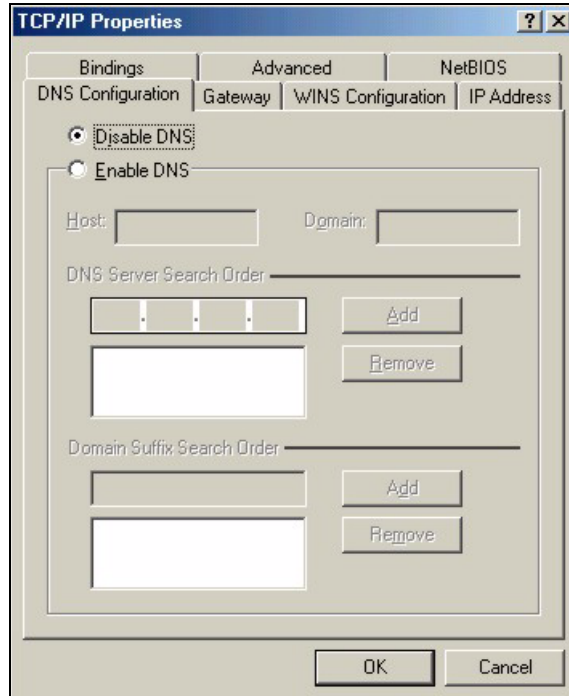 TCP/IP Properties ? X
Bindings Advanced NetBIOS
DNS Configuration Gateway WINS Configuration IP Address
Disable DNS
Enable DNS
Host: Domain:
DNS Server Search Order
. . . Add
Remove
Domain Suffix Search Order
Add
Remove
OK Cancel